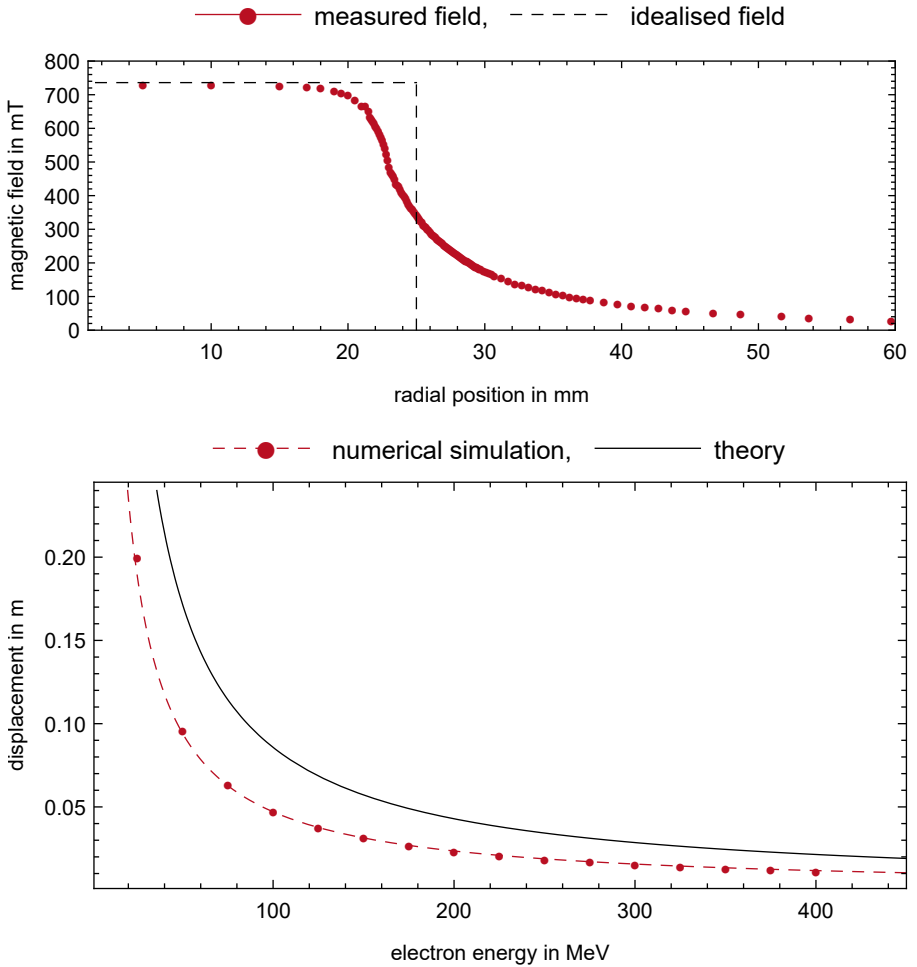 measured field, idealised field
800
700
600
500
400
300
200
100
0
magnetic field in mT
10 20 30 40 50 60
radial position in mm
numerical simulation, theory
0.20
0.15
0.10
0.05
displacement in m
100 200 300 400
electron energy in MeV